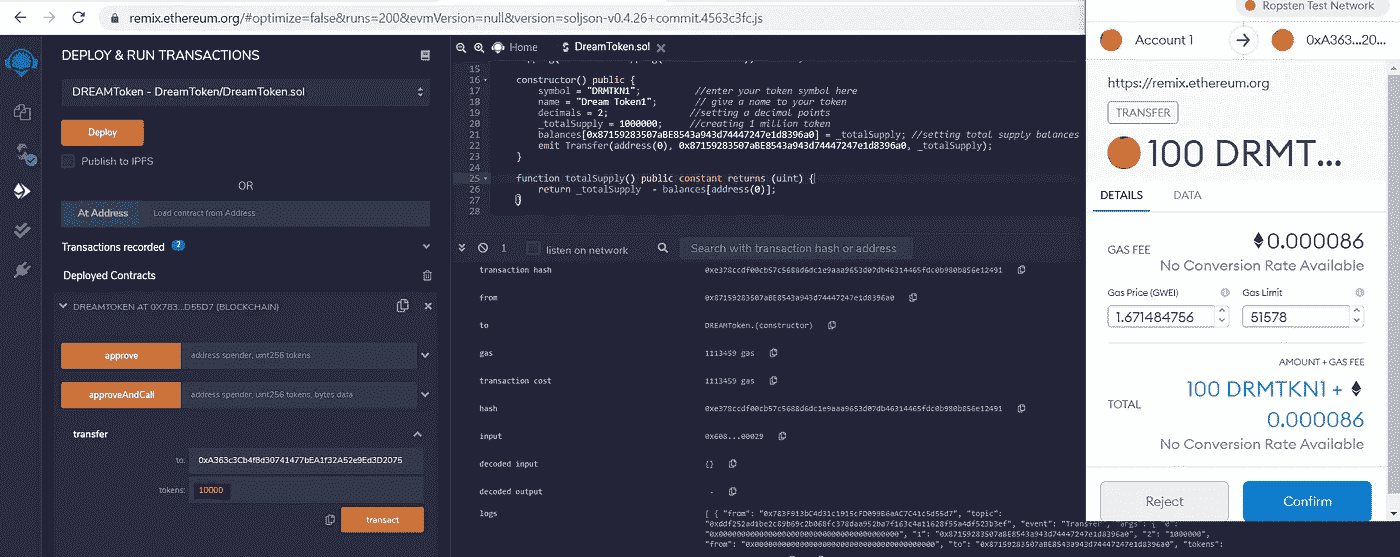 remix.ethereum.org/#optimize=false&runs=200&evmVersion=null&version=soljson-v0.4.26+commit.4563c3fc.js
DEPLOY & RUN TRANSACTIONS
DREAMToken - DreamToken/DreamToken.sol
Deploy
Publish to IPFS
OR
At Address Load contract from Address
Transactions recorded 2
Deployed Contracts
DREAMTOKEN AT 0X783...D55D7 (BLOCKCHAIN)
approve address spender, uint256 tokens
approveAndCall address spender, uint256 tokens, bytes data
transfer
to: 0xA363c3Cb4f8d30741477bEA1f32A52e9Ed3D2075
tokens: 10000
transact
Home DreamToken.sol
15
16 constructor() public {
17 symbol = "DRMTKN1"; //enter your token symbol here
18 name = "Dream Token1"; // give a name to your token
19 decimals = 2; //setting a decimal points
20 _totalSupply = 1000000; //creating 1 million token
21 balances[0x87159283507aBE8543a943d74447247e1d8396a0] = _totalSupply; //setting total supply balances
22 emit Transfer(address(0), 0x87159283507aBE8543a943d74447247e1d8396a0, _totalSupply);
23 }
24
25 function totalSupply() public constant returns (uint) {
26 return _totalSupply - balances[address(0)];
27 }
28
1 listen on network Search with transaction hash or address
transaction hash 0xe378ccdf00cb57c5688d6dc1e9aaa9653d07db46314465fdc0b980b856e12491
from 0x87159283507aBE8543a943d74447247e1d8396a0
to DREAMToken.(constructor)
gas 1113459 gas
transaction cost 1113459 gas
hash 0xe378ccdf00cb57c5688d6dc1e9aaa9653d07db46314465fdc0b980b856e12491
input 0x608...00029
decoded input {}
decoded output -
logs [ { "from": "topic":
"event": "Transfer", "args": { "0":
"1": "0x87159283507aBE8543a943d74447247e1d8396a0", "2": "1000000",
"from": "to": "0x87159283507aBE8543a943d74447247e1d8396a0", "tokens":
Ropsten Test Network
Account 1 0xA363...20...
https://remix.ethereum.org
TRANSFER
100 DRMT...
DETAILS DATA
GAS FEE 0.000086
No Conversion Rate Available
Gas Price (GWEI) Gas Limit
1.671484756 51578
AMOUNT + GAS FEE
TOTAL 100 DRMTKN1 +
0.000086
No Conversion Rate Available
Reject Confirm